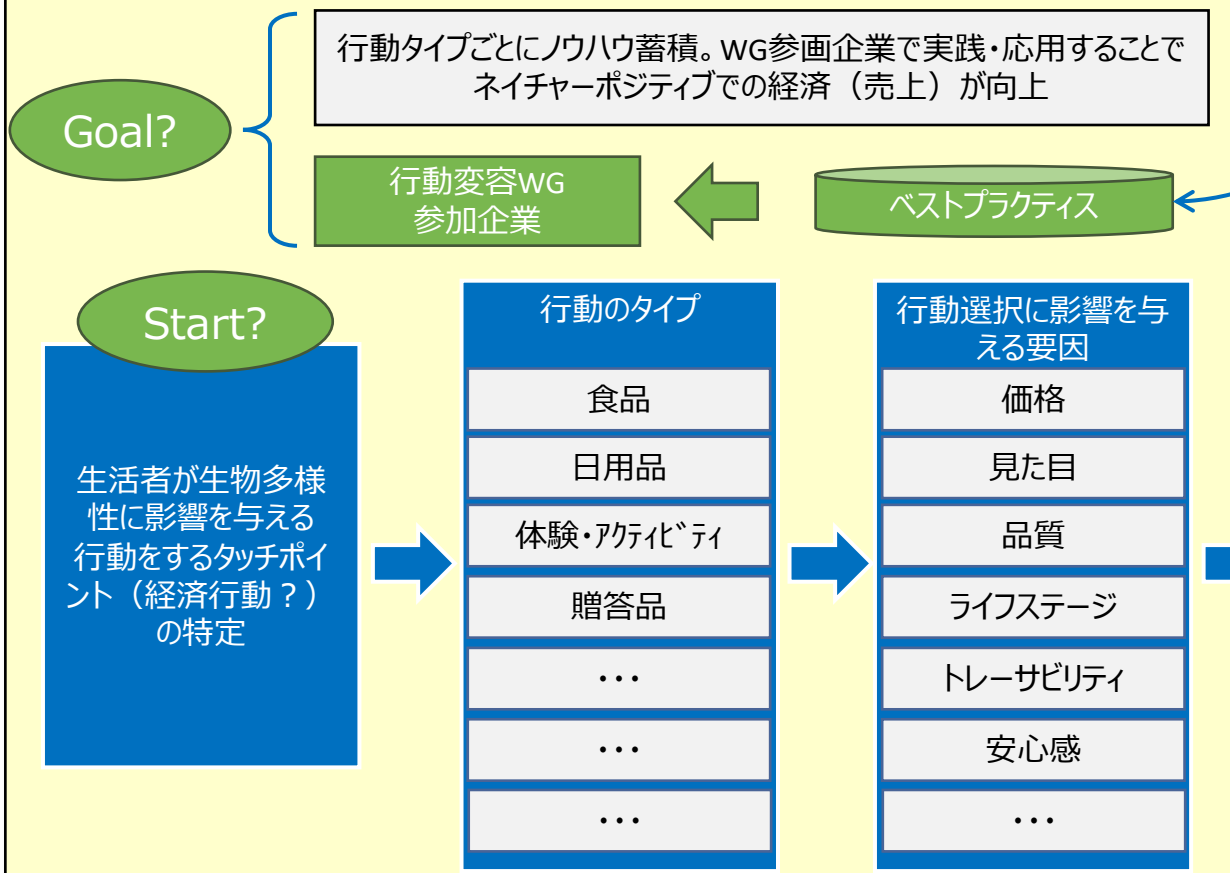 Goal?
行動タイプごとにノウハウ蓄積。WG参画企業で実践・応用することで
ネイチャーポジティブでの経済（売上）が向上
行動変容WG
参加企業
ベストプラクティス
Start?
生活者が生物多様
性に影響を与える
行動をするタッチポイ
ント（経済行動？）
の特定
行動のタイプ
食品
日用品
体験・ｱｸﾃｨﾋﾞﾃｨ
贈答品
・・・
・・・
・・・
行動選択に影響を与
える要因
価格
見た目
品質
ライフステージ
トレーサビリティ
安心感
・・・